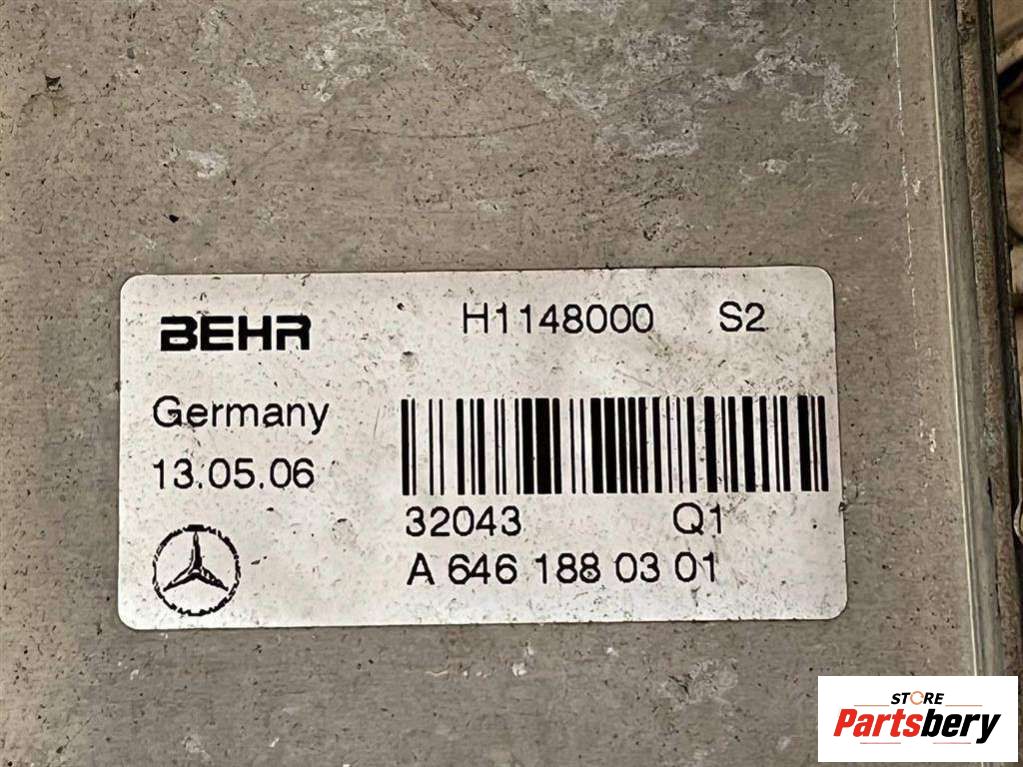 BEHR H1148000 S2
Germany
13.05.06
32043 Q1
A 646 188 03 01
STORE
Partsbery